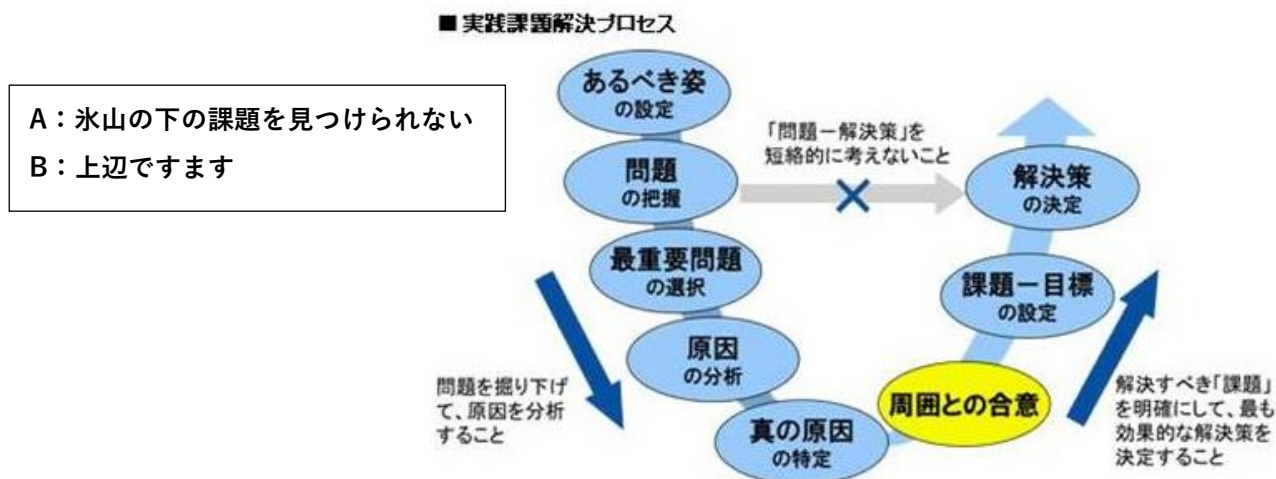 ■ 実践課題解決プロセス
A：氷山の下の課題を見つけられない
B：上辺ですます
あるべき姿
の設定
問題
の把握
最重要問題
の選択
原因
の分析
真の原因
の特定
周囲との合意
課題－目標
の設定
解決策
の決定
「問題－解決策」を
短絡的に考えないこと
問題を掘り下げ
て、原因を分析
すること
解決すべき「課題」
を明確にして、最も
効果的な解決策を
決定すること